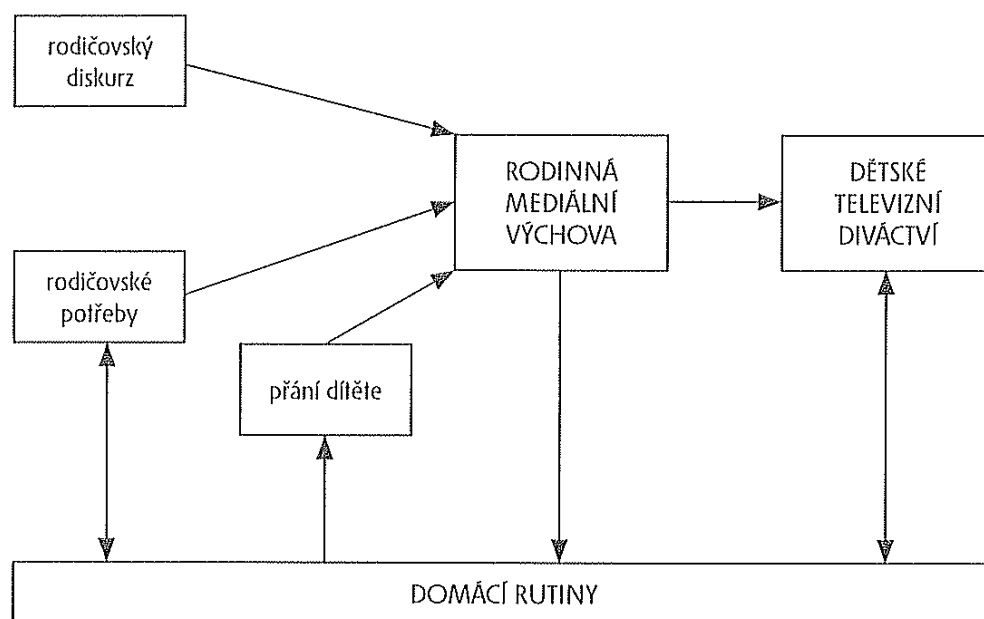 rodičovský
diskurz
RODINNÁ
MEDIÁLNÍ
VÝCHOVA
DĚTSKÉ
TELEVIZNÍ
DIVÁCTVÍ
rodičovské
potřeby
přání dítěte
DOMÁCÍ RUTINY